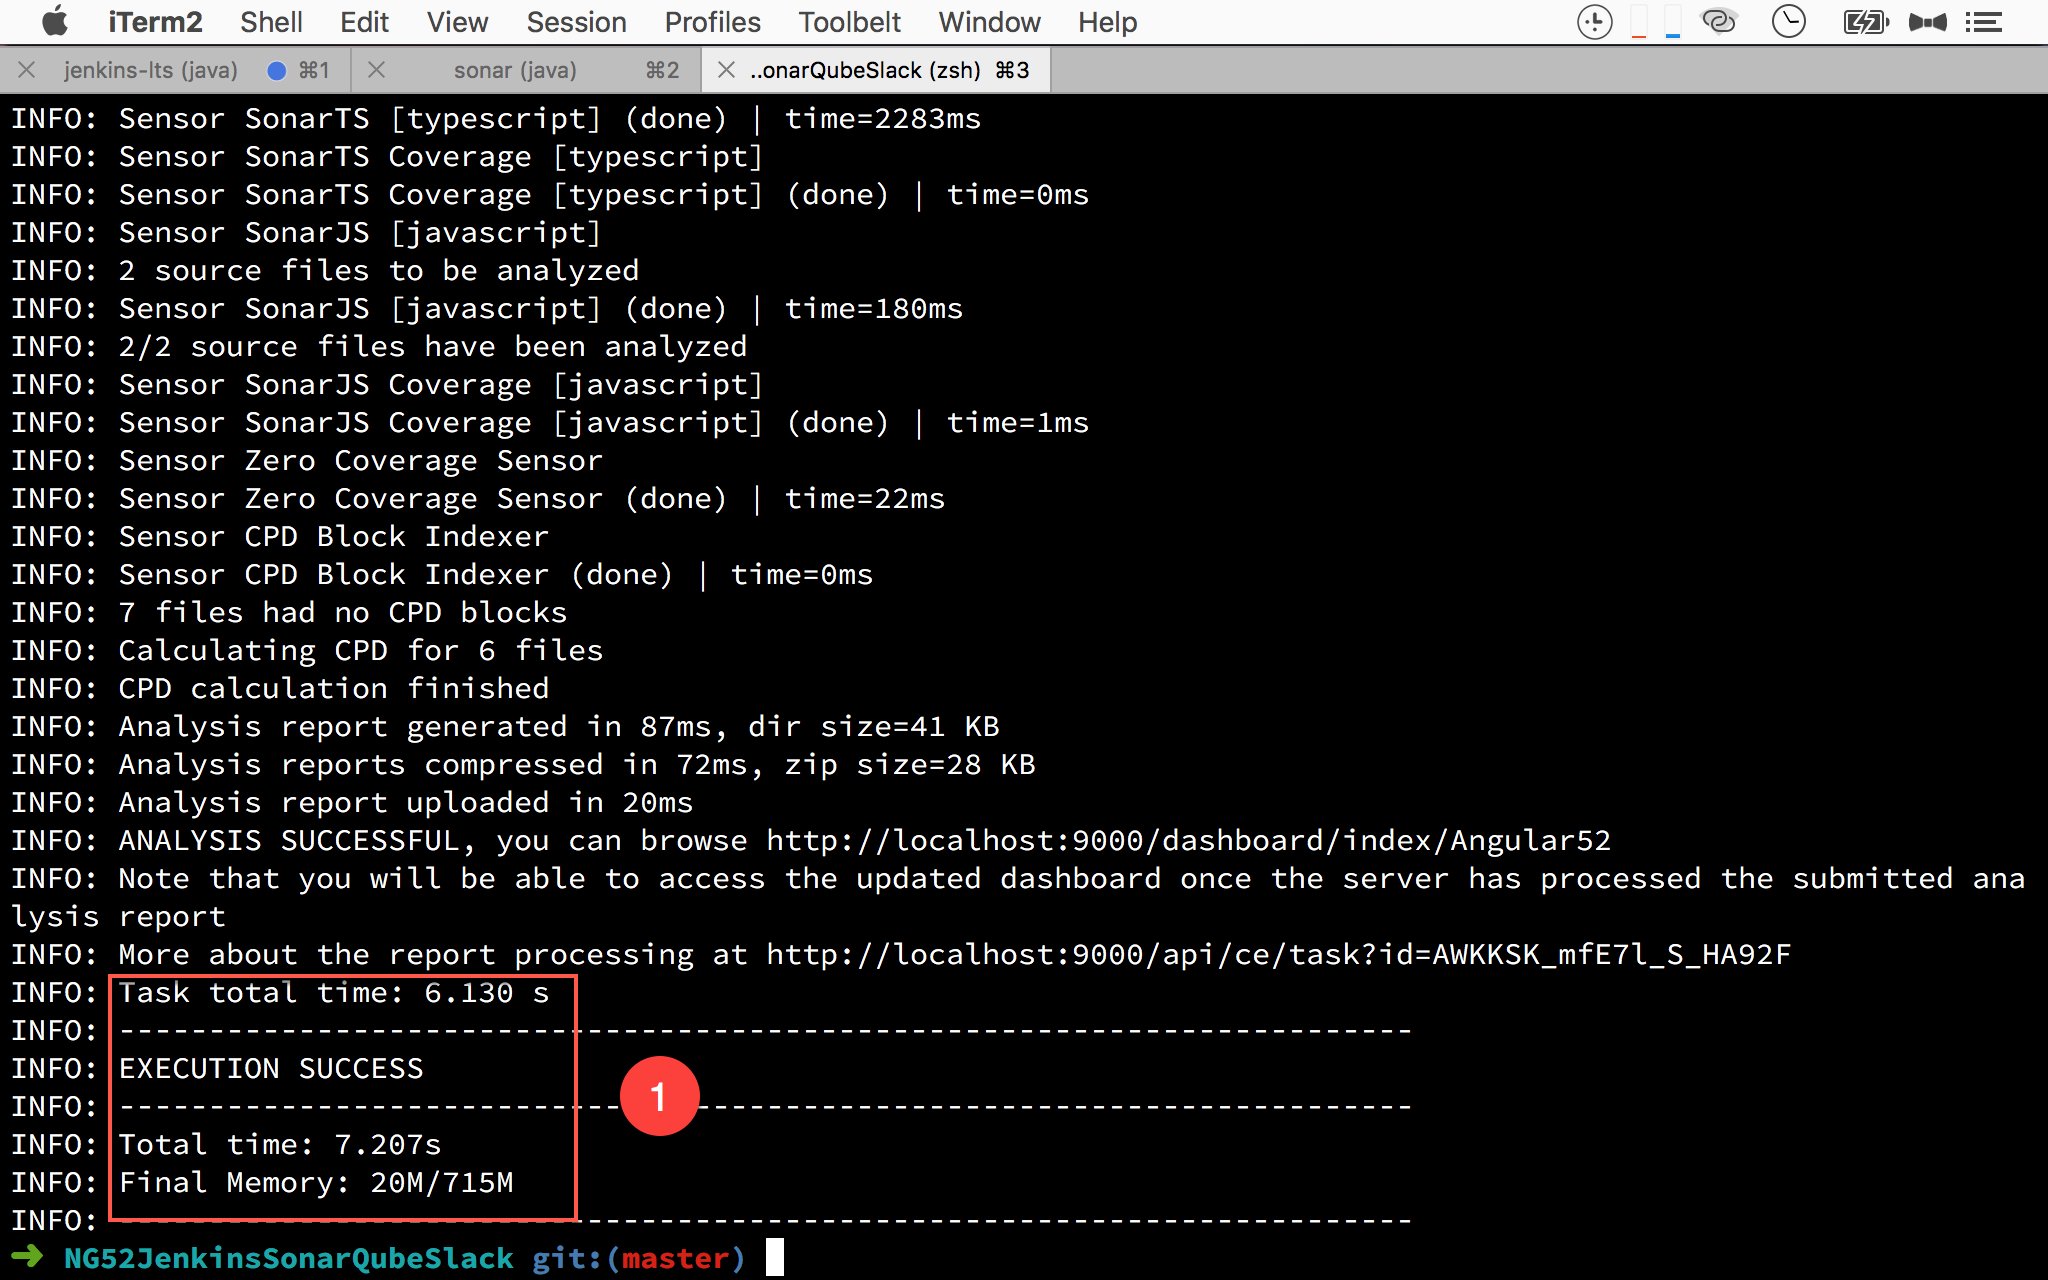 iTerm2 Shell Edit View Session Profiles Toolbelt Window Help
jenkins-lts (java) ⌘1 sonar (java) ⌘2 ..onarQubeSlack (zsh) ⌘3
INFO: Sensor SonarTS [typescript] (done) | time=2283ms
INFO: Sensor SonarTS Coverage [typescript]
INFO: Sensor SonarTS Coverage [typescript] (done) | time=0ms
INFO: Sensor SonarJS [javascript]
INFO: 2 source files to be analyzed
INFO: Sensor SonarJS [javascript] (done) | time=180ms
INFO: 2/2 source files have been analyzed
INFO: Sensor SonarJS Coverage [javascript]
INFO: Sensor SonarJS Coverage [javascript] (done) | time=1ms
INFO: Sensor Zero Coverage Sensor
INFO: Sensor Zero Coverage Sensor (done) | time=22ms
INFO: Sensor CPD Block Indexer
INFO: Sensor CPD Block Indexer (done) | time=0ms
INFO: 7 files had no CPD blocks
INFO: Calculating CPD for 6 files
INFO: CPD calculation finished
INFO: Analysis report generated in 87ms, dir size=41 KB
INFO: Analysis reports compressed in 72ms, zip size=28 KB
INFO: Analysis report uploaded in 20ms
INFO: ANALYSIS SUCCESSFUL, you can browse http://localhost:9000/dashboard/index/Angular52
INFO: Note that you will be able to access the updated dashboard once the server has processed the submitted ana
lysis report
INFO: More about the report processing at http://localhost:9000/api/ce/task?id=AWKKSK_mfE7l_S_HA92F
INFO: Task total time: 6.130 s
INFO: ------------------------------------------------------------------------
INFO: EXECUTION SUCCESS
1
INFO: ------------------------------------------------------------------------
INFO: Total time: 7.207s
INFO: Final Memory: 20M/715M
INFO: ------------------------------------------------------------------------
➜ NG52JenkinsSonarQubeSlack git:(master)